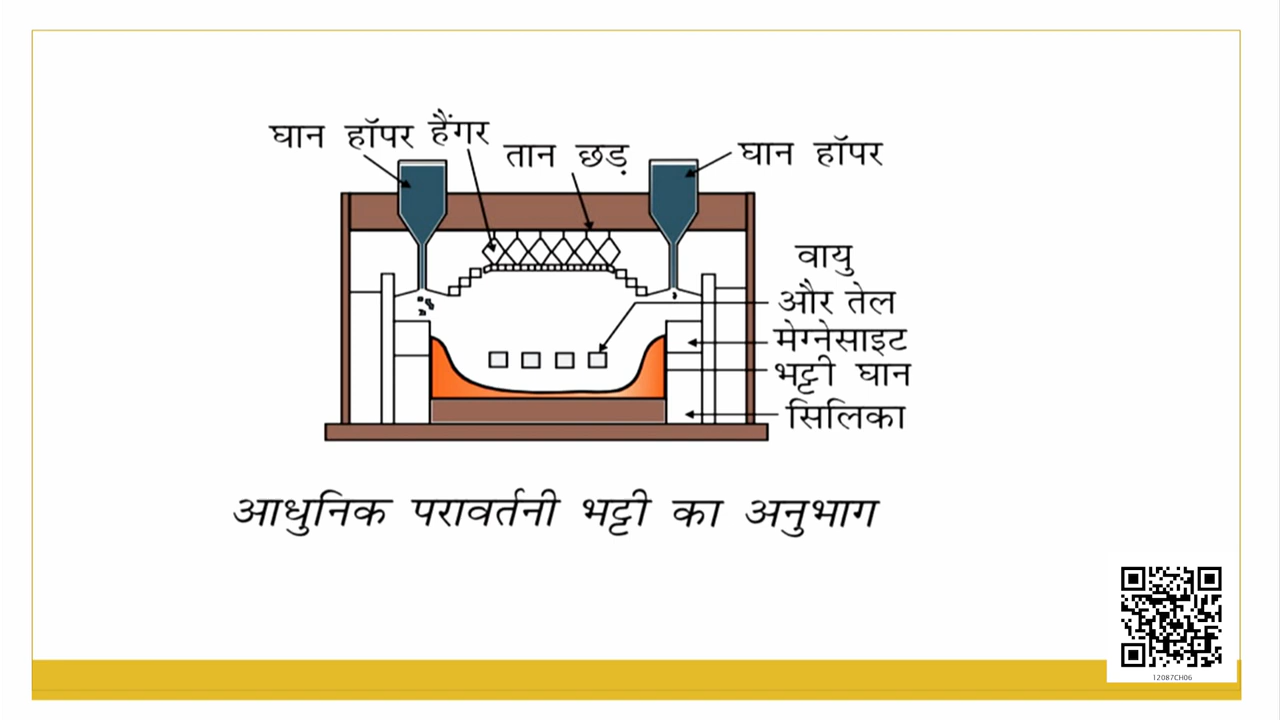 घान हॉपर
हैंगर
तान छड़
घान हॉपर
वायु
और तेल
मेग्नेसाइट
भट्टी घान
सिलिका
आधुनिक परावर्तनी भट्टी का अनुभाग
12087CH06